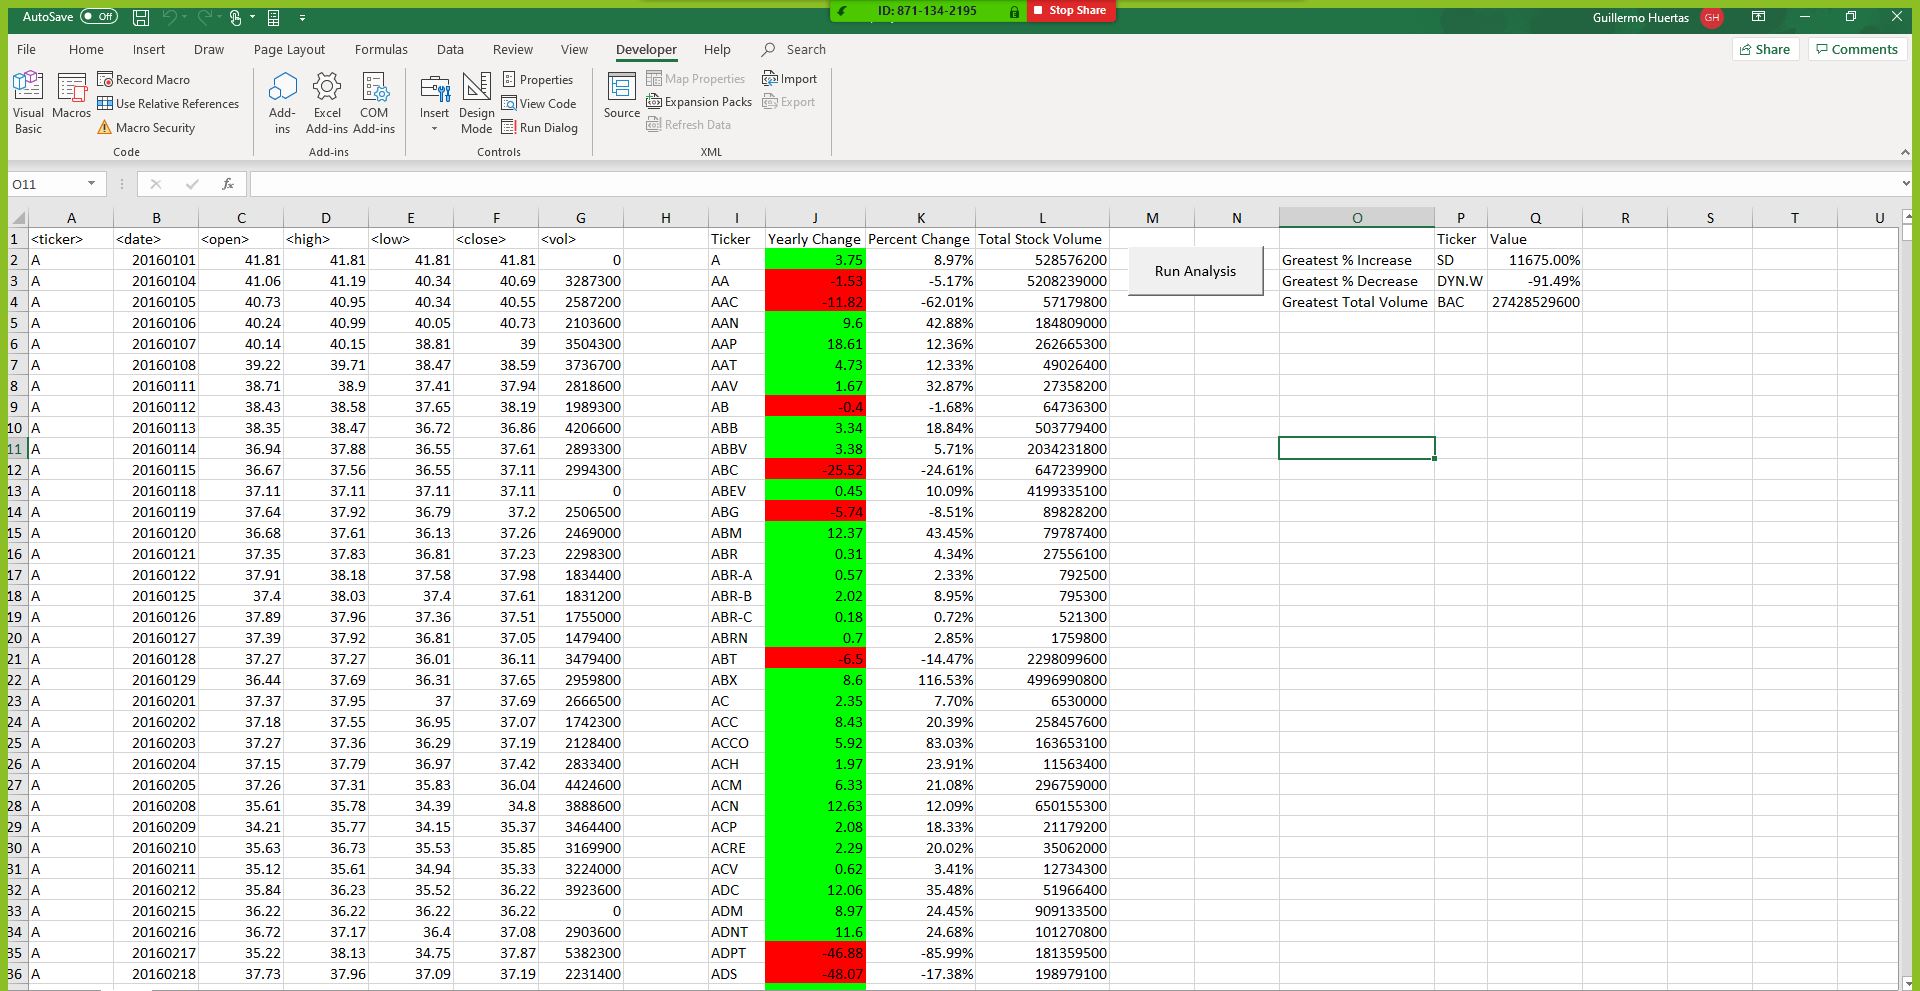 AutoSave Off
ID: 871-134-2195 Stop Share
Guillermo Huertas GH
File Home Insert Draw Page Layout Formulas Data Review View Developer Help Search Share Comments
Visual Basic
Macros
Record Macro
Use Relative References
Macro Security
Code
Add-ins
Excel Add-ins
COM Add-ins
Add-ins
Insert
Design Mode
Properties
View Code
Run Dialog
Controls
Source
Map Properties
Expansion Packs
Refresh Data
Import
Export
XML
O11 fx
A B C D E F G H I J K L M N O P Q R S T U
1 <ticker> <date> <open> <high> <low> <close> <vol> Ticker Yearly Change Percent Change Total Stock Volume Ticker Value
2 A 20160101 41.81 41.81 41.81 41.81 0 A 3.75 8.97% 528576200 Greatest % Increase SD 11675.00%
Run Analysis
3 A 20160104 41.06 41.19 40.34 40.69 3287300 AA -1.53 -5.17% 5208239000 Greatest % Decrease DYN.W -91.49%
4 A 20160105 40.73 40.95 40.34 40.55 2587200 AAC -11.82 -62.01% 57179800 Greatest Total Volume BAC 27428529600
5 A 20160106 40.24 40.99 40.05 40.73 2103600 AAN 9.6 42.88% 184809000
6 A 20160107 40.14 40.15 38.81 39 3504300 AAP 18.61 12.36% 262665300
7 A 20160108 39.22 39.71 38.47 38.59 3736700 AAT 4.73 12.33% 49026400
8 A 20160111 38.71 38.9 37.41 37.94 2818600 AAV 1.67 32.87% 27358200
9 A 20160112 38.43 38.58 37.65 38.19 1989300 AB -0.4 -1.68% 64736300
10 A 20160113 38.35 38.47 36.72 36.86 4206600 ABB 3.34 18.84% 503779400
11 A 20160114 36.94 37.88 36.55 37.61 2893300 ABBV 3.38 5.71% 2034231800
12 A 20160115 36.67 37.56 36.55 37.11 2994300 ABC -25.52 -24.61% 647239900
13 A 20160118 37.11 37.11 37.11 37.11 0 ABEV 0.45 10.09% 4199335100
14 A 20160119 37.64 37.92 36.79 37.2 2506500 ABG -5.74 -8.51% 89828200
15 A 20160120 36.68 37.61 36.13 37.26 2469000 ABM 12.37 43.45% 79787400
16 A 20160121 37.35 37.83 36.81 37.23 2298300 ABR 0.31 4.34% 27556100
17 A 20160122 37.91 38.18 37.58 37.98 1834400 ABR-A 0.57 2.33% 792500
18 A 20160125 37.4 38.03 37.4 37.61 1831200 ABR-B 2.02 8.95% 795300
19 A 20160126 37.89 37.96 37.36 37.51 1755000 ABR-C 0.18 0.72% 521300
20 A 20160127 37.39 37.92 36.81 37.05 1479400 ABRN 0.7 2.85% 1759800
21 A 20160128 37.27 37.27 36.01 36.11 3479400 ABT -6.5 -14.47% 2298099600
22 A 20160129 36.44 37.69 36.31 37.65 2959800 ABX 8.6 116.53% 4996990800
23 A 20160201 37.37 37.95 37 37.69 2666500 AC 2.35 7.70% 6530000
24 A 20160202 37.18 37.55 36.95 37.07 1742300 ACC 8.43 20.39% 258457600
25 A 20160203 37.27 37.36 36.29 37.19 2128400 ACCO 5.92 83.03% 163653100
26 A 20160204 37.15 37.79 36.97 37.42 2833400 ACH 1.97 23.91% 11563400
27 A 20160205 37.26 37.31 35.83 36.04 4424600 ACM 6.33 21.08% 296759000
28 A 20160208 35.61 35.78 34.39 34.8 3888600 ACN 12.63 12.09% 650155300
29 A 20160209 34.21 35.77 34.15 35.37 3464400 ACP 2.08 18.33% 21179200
30 A 20160210 35.63 36.73 35.53 35.85 3169900 ACRE 2.29 20.02% 35062000
31 A 20160211 35.12 35.61 34.94 35.33 3224000 ACV 0.62 3.41% 12734300
32 A 20160212 35.84 36.23 35.52 36.22 3923600 ADC 12.06 35.48% 51966400
33 A 20160215 36.22 36.22 36.22 36.22 0 ADM 8.97 24.45% 909133500
34 A 20160216 36.72 37.17 36.4 37.08 2903600 ADNT 11.6 24.68% 101270800
35 A 20160217 35.22 38.13 34.75 37.87 5382300 ADPT -46.88 -85.99% 181359500
36 A 20160218 37.73 37.96 37.09 37.19 2231400 ADS -48.07 -17.38% 198979100